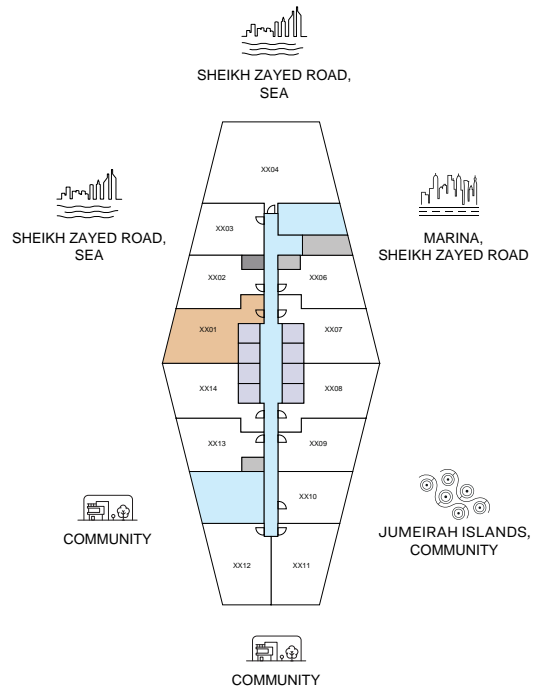 SHEIKH ZAYED ROAD,
SEA
XX04
XX03
SHEIKH ZAYED ROAD,
SEA
MARINA,
SHEIKH ZAYED ROAD
XX02
XX06
XX01
XX07
XX14
XX08
XX13
XX09
XX10
COMMUNITY
JUMEIRAH ISLANDS,
COMMUNITY
XX12
XX11
COMMUNITY